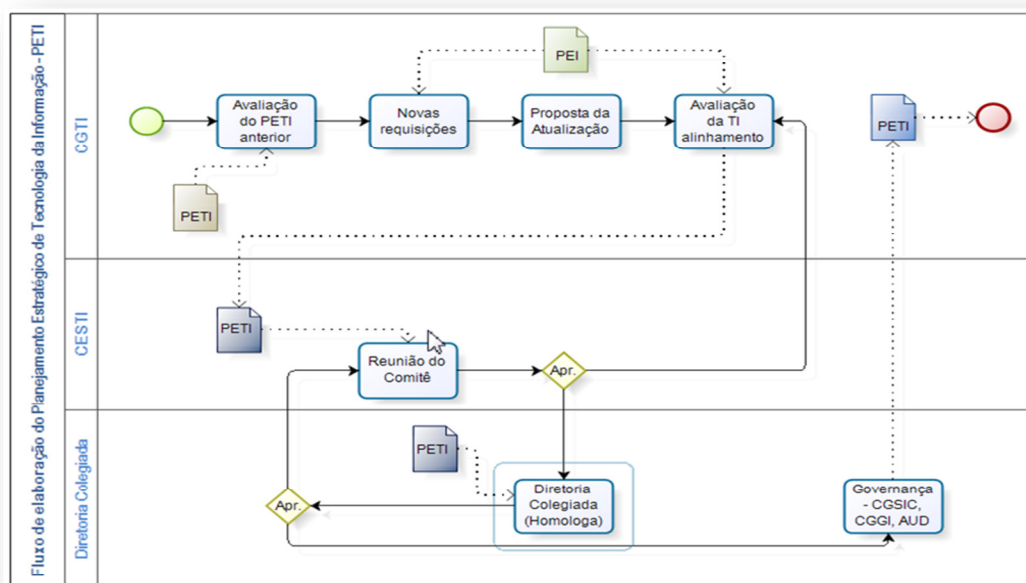 Fluxo de elaboração do Planejamento Estratégico de Tecnologia da Informação - PETI
CGTI
PEI
Avaliação
do PETI
anterior
Novas
requisições
Proposta da
Atualização
Avaliação
da TI
alinhamento
PETI
PETI
CESTI
PETI
Reunião do
Comitê
Apr.
Diretoria Colegiada
PETI
Apr.
Diretoria
Colegiada
(Homologa)
Governança
- CGSIC,
CGGI, AUD